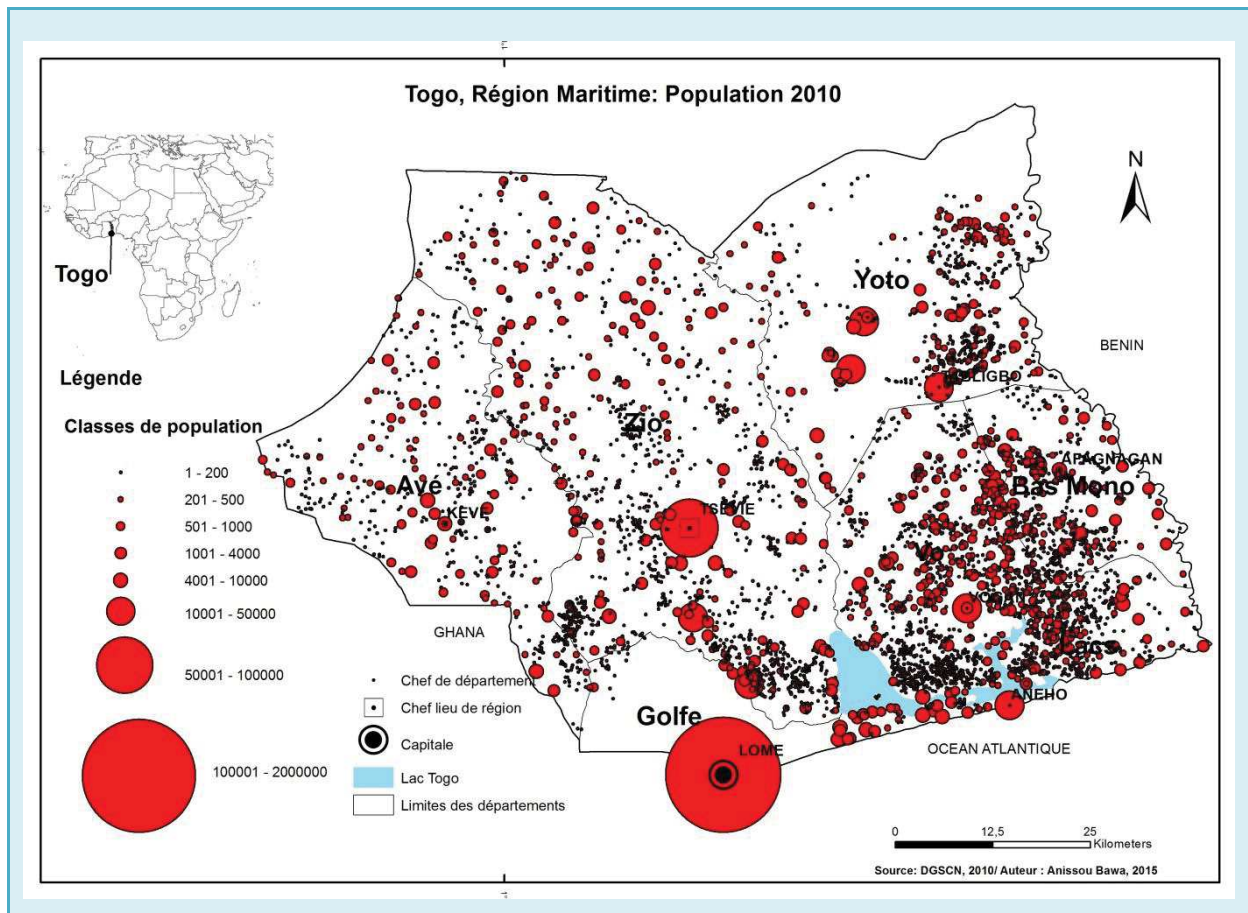 Togo, Région Maritime: Population 2010
N
Togo
Yoto
BENIN
Légende
Classes de population
1 - 200
201 - 500
501 - 1000
1001 - 4000
4001 - 10000
10001 - 50000
50001 - 100000
100001 - 2000000
Zio
APAGNAGAN
Bas Mono
Avé
KEVE
TSEVIE
GHANA
Lacs
ANEHO
Golfe
LOME
OCEAN ATLANTIQUE
Chef de département
Chef lieu de région
Capitale
Lac Togo
Limites des départements
0 12,5 25
Kilometers
Source: DGSCN, 2010/ Auteur : Anissou Bawa, 2015